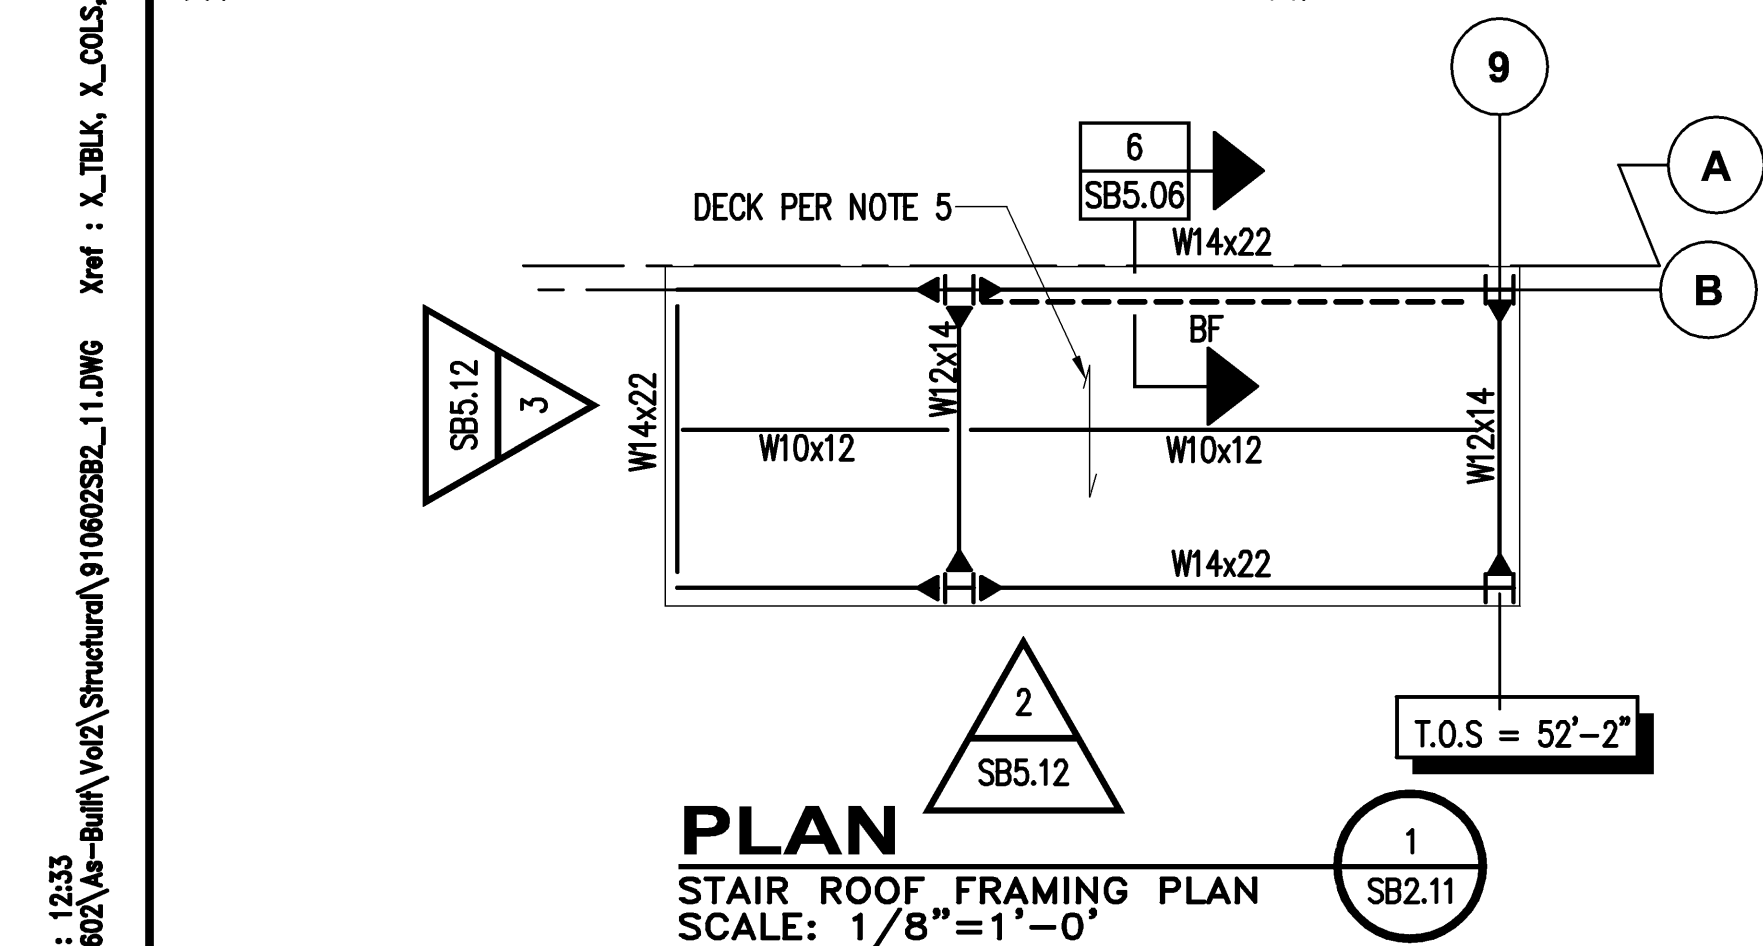 : 12:33
602\As-Built\Vol2\Structural\910602SB2_11.DWG Xref : X_TBLK, X_COLS,
9
A
6
SB5.06
DECK PER NOTE 5
W14x22
B
BF
W12x14
SB5.12
3
W14x22
W12x14
W10x12
W10x12
W14x22
2
SB5.12
T.O.S = 52'-2"
PLAN
1
SB2.11
STAIR ROOF FRAMING PLAN
SCALE: 1/8"=1'-0'